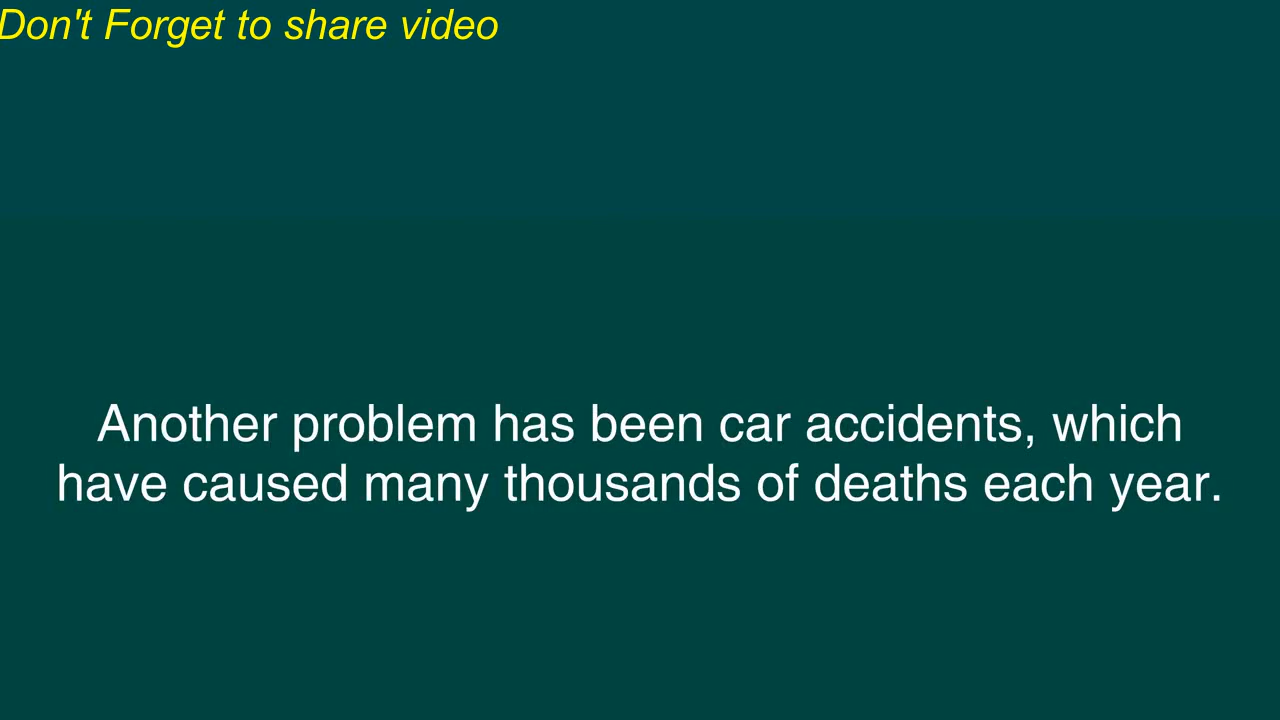 Don't Forget to share video
Another problem has been car accidents, which
have caused many thousands of deaths each year.